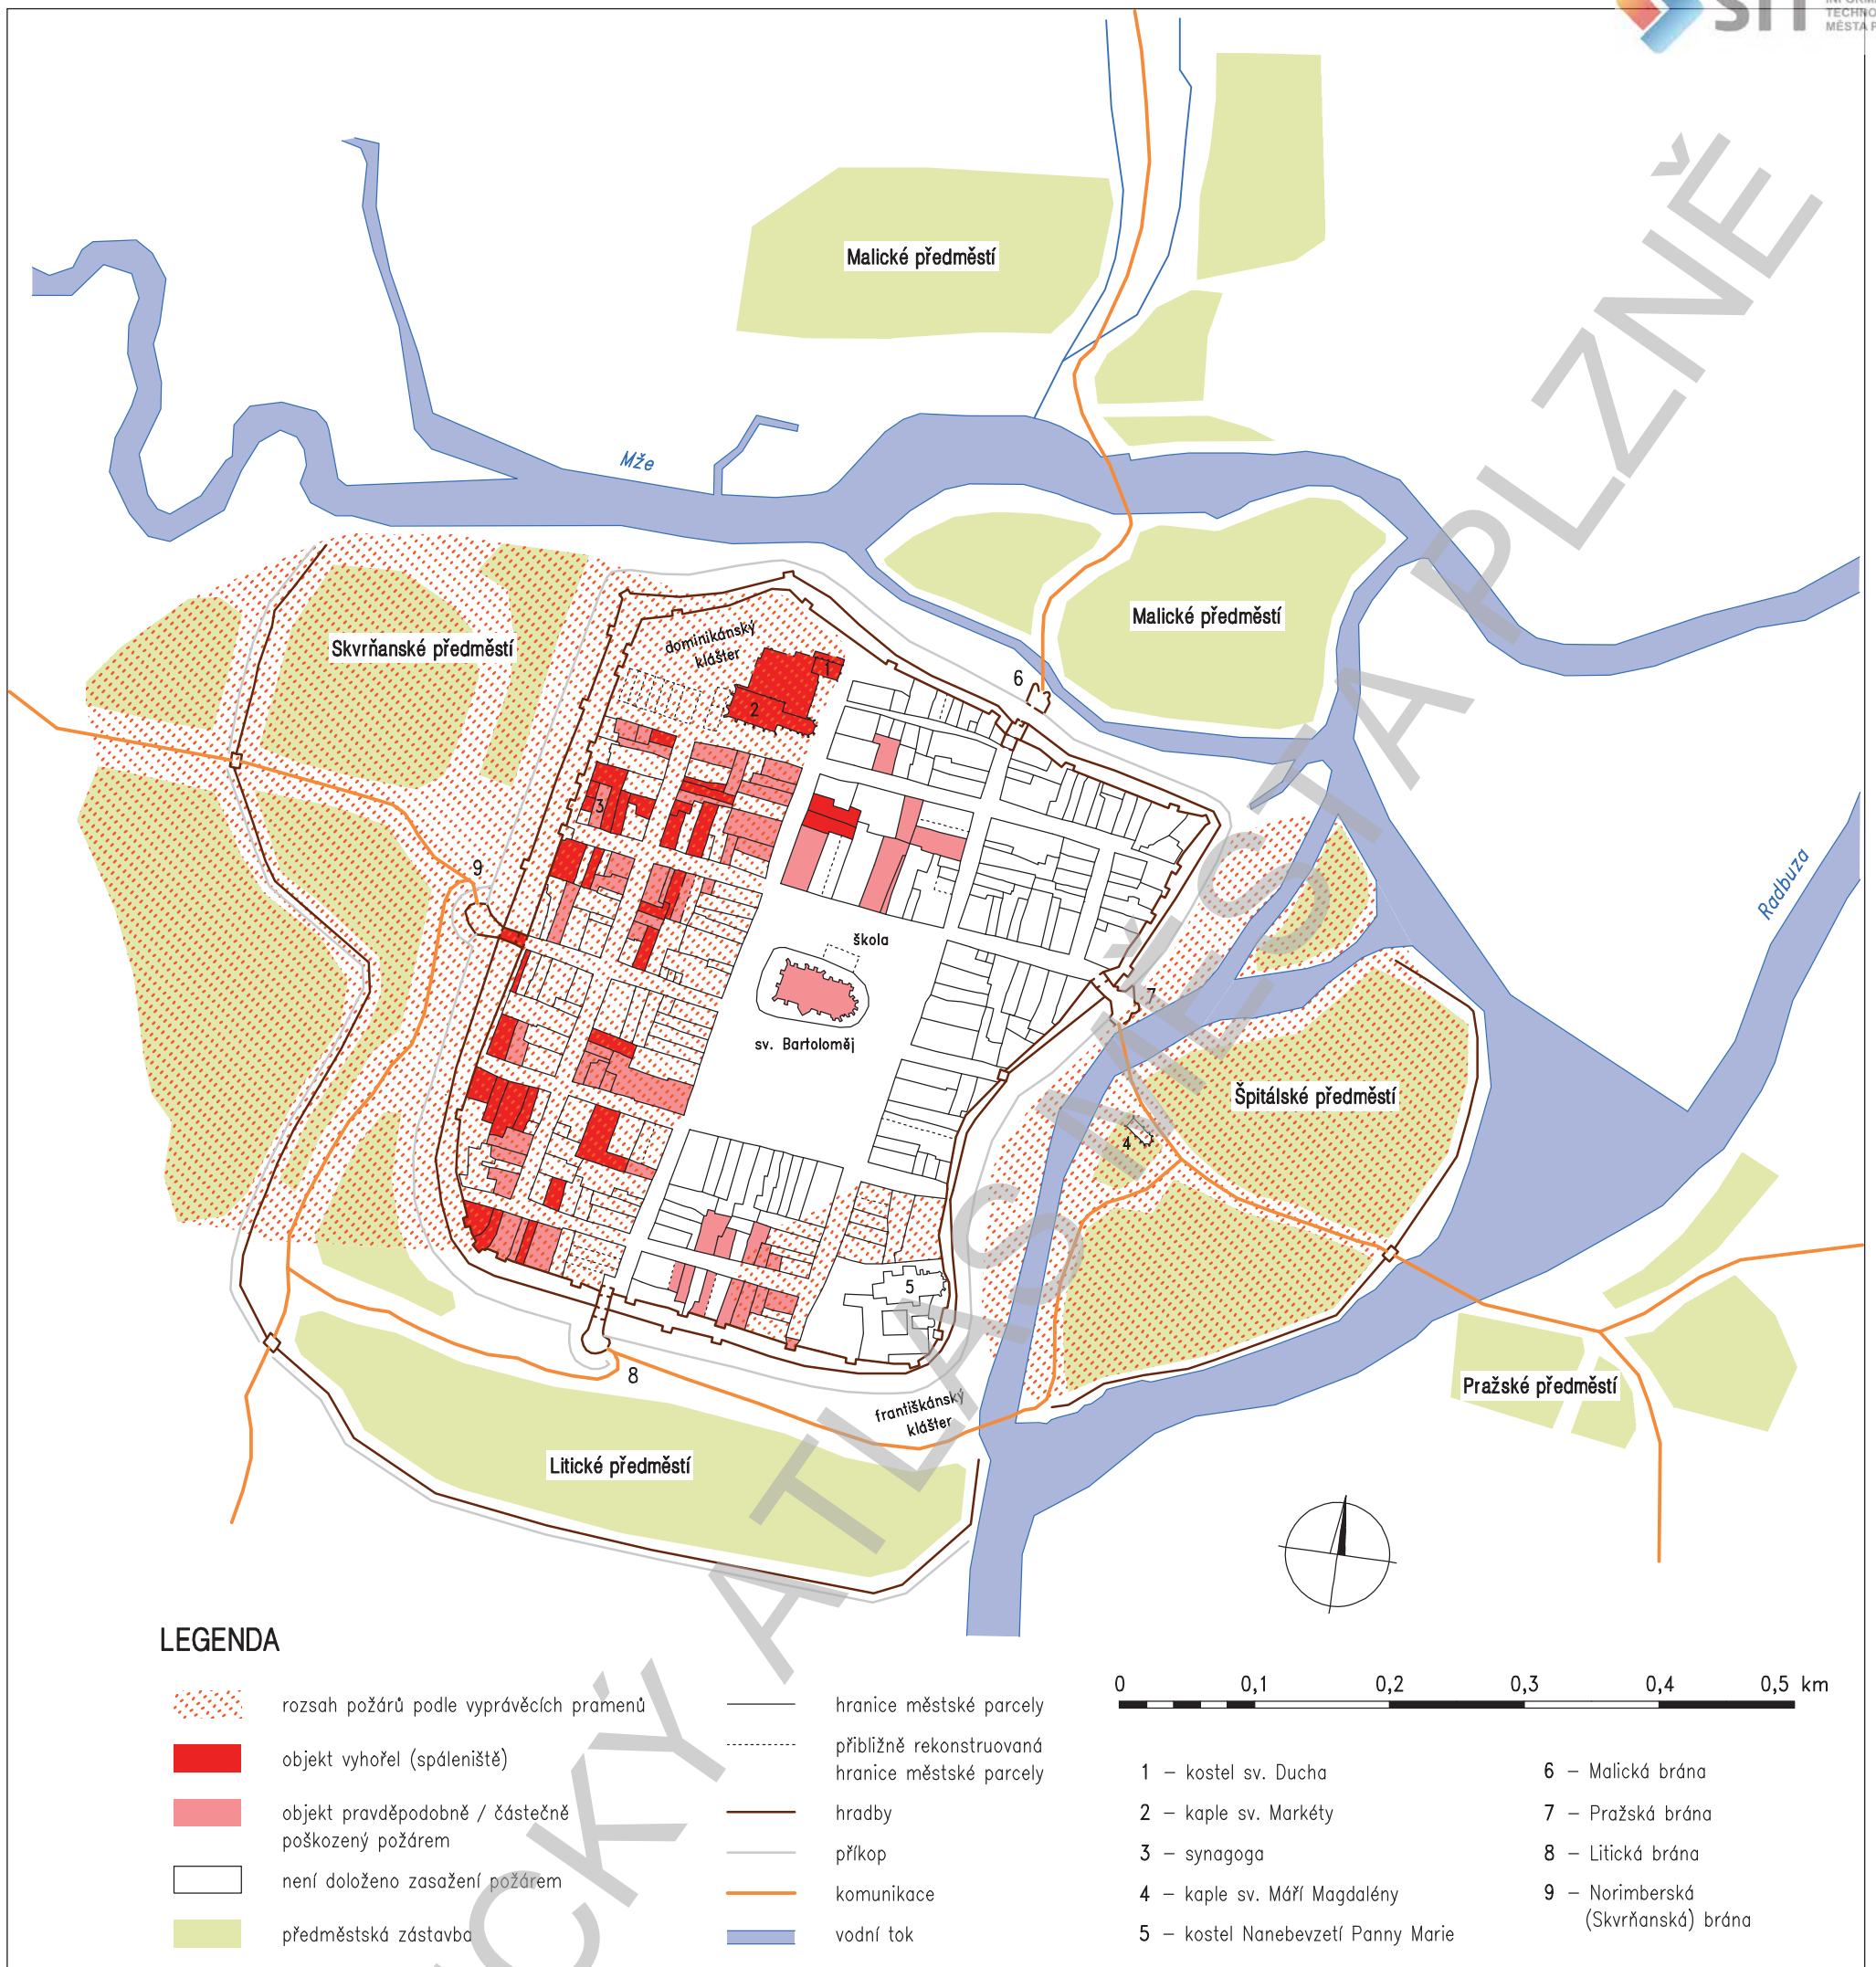 SIT
TECHNO
MĚSTA P
Malické předměstí
Mže
Malické předměstí
Skvrňanské předměstí
dominikánský
klášter
1
2
3
6
9
Radbuza
škola
7
sv. Bartoloměj
Špitálské předměstí
4
5
8
františkánský
klášter
Pražské předměstí
Litické předměstí
ICKÝ ATLAS MĚSTA PLZNĚ
LEGENDA
rozsah požárů podle vyprávěcích pramenů
objekt vyhořel (spáleniště)
objekt pravděpodobně / částečně
poškozený požárem
není doloženo zasažení požárem
předměstská zástavba
hranice městské parcely
přibližně rekonstruovaná
hranice městské parcely
hradby
příkop
komunikace
vodní tok
0 0,1 0,2 0,3 0,4 0,5 km
1 – kostel sv. Ducha
2 – kaple sv. Markéty
3 – synagoga
4 – kaple sv. Máří Magdalény
5 – kostel Nanebevzetí Panny Marie
6 – Malická brána
7 – Pražská brána
8 – Litická brána
9 – Norimberská
(Skvrňanská) brána